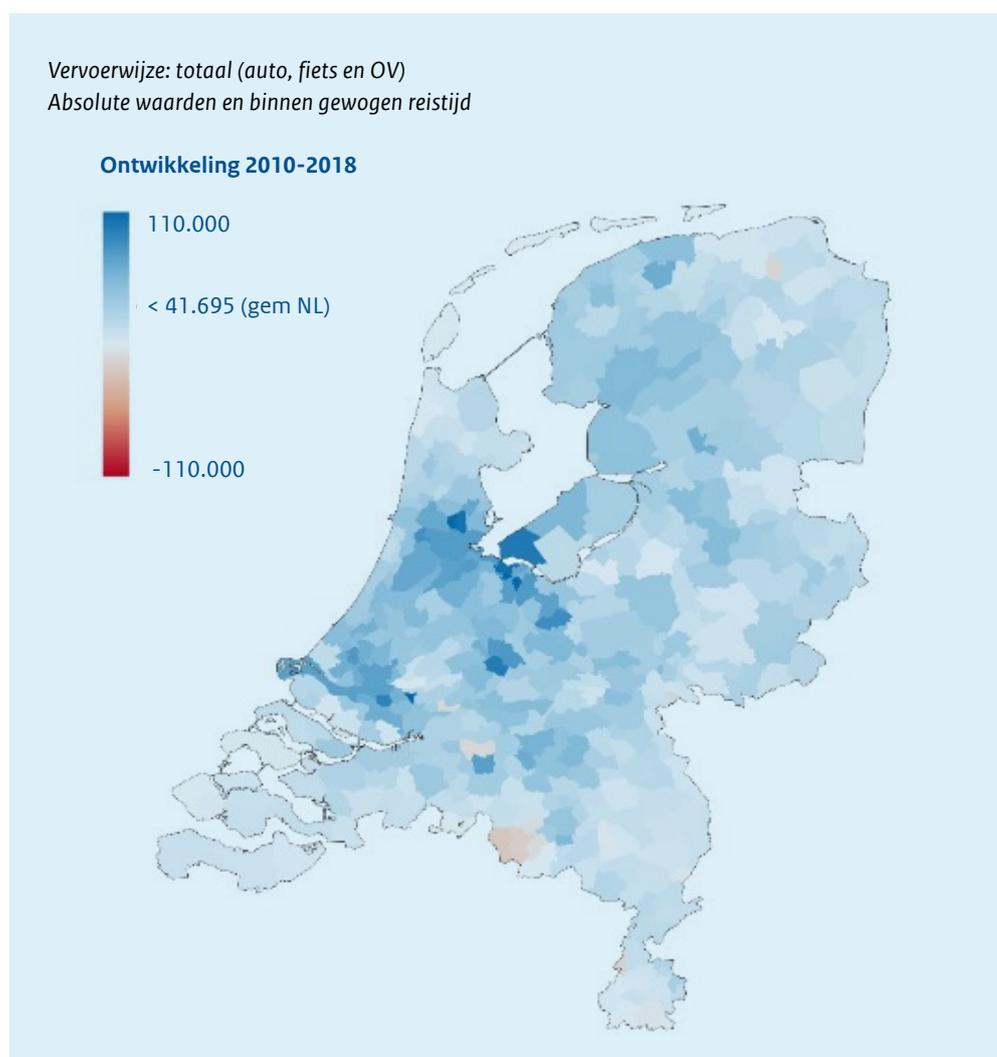 Vervoerwijze: totaal (auto, fiets en OV)
Absolute waarden en binnen gewogen reistijd
Ontwikkeling 2010-2018
110.000
< 41.695 (gem NL)
-110.000